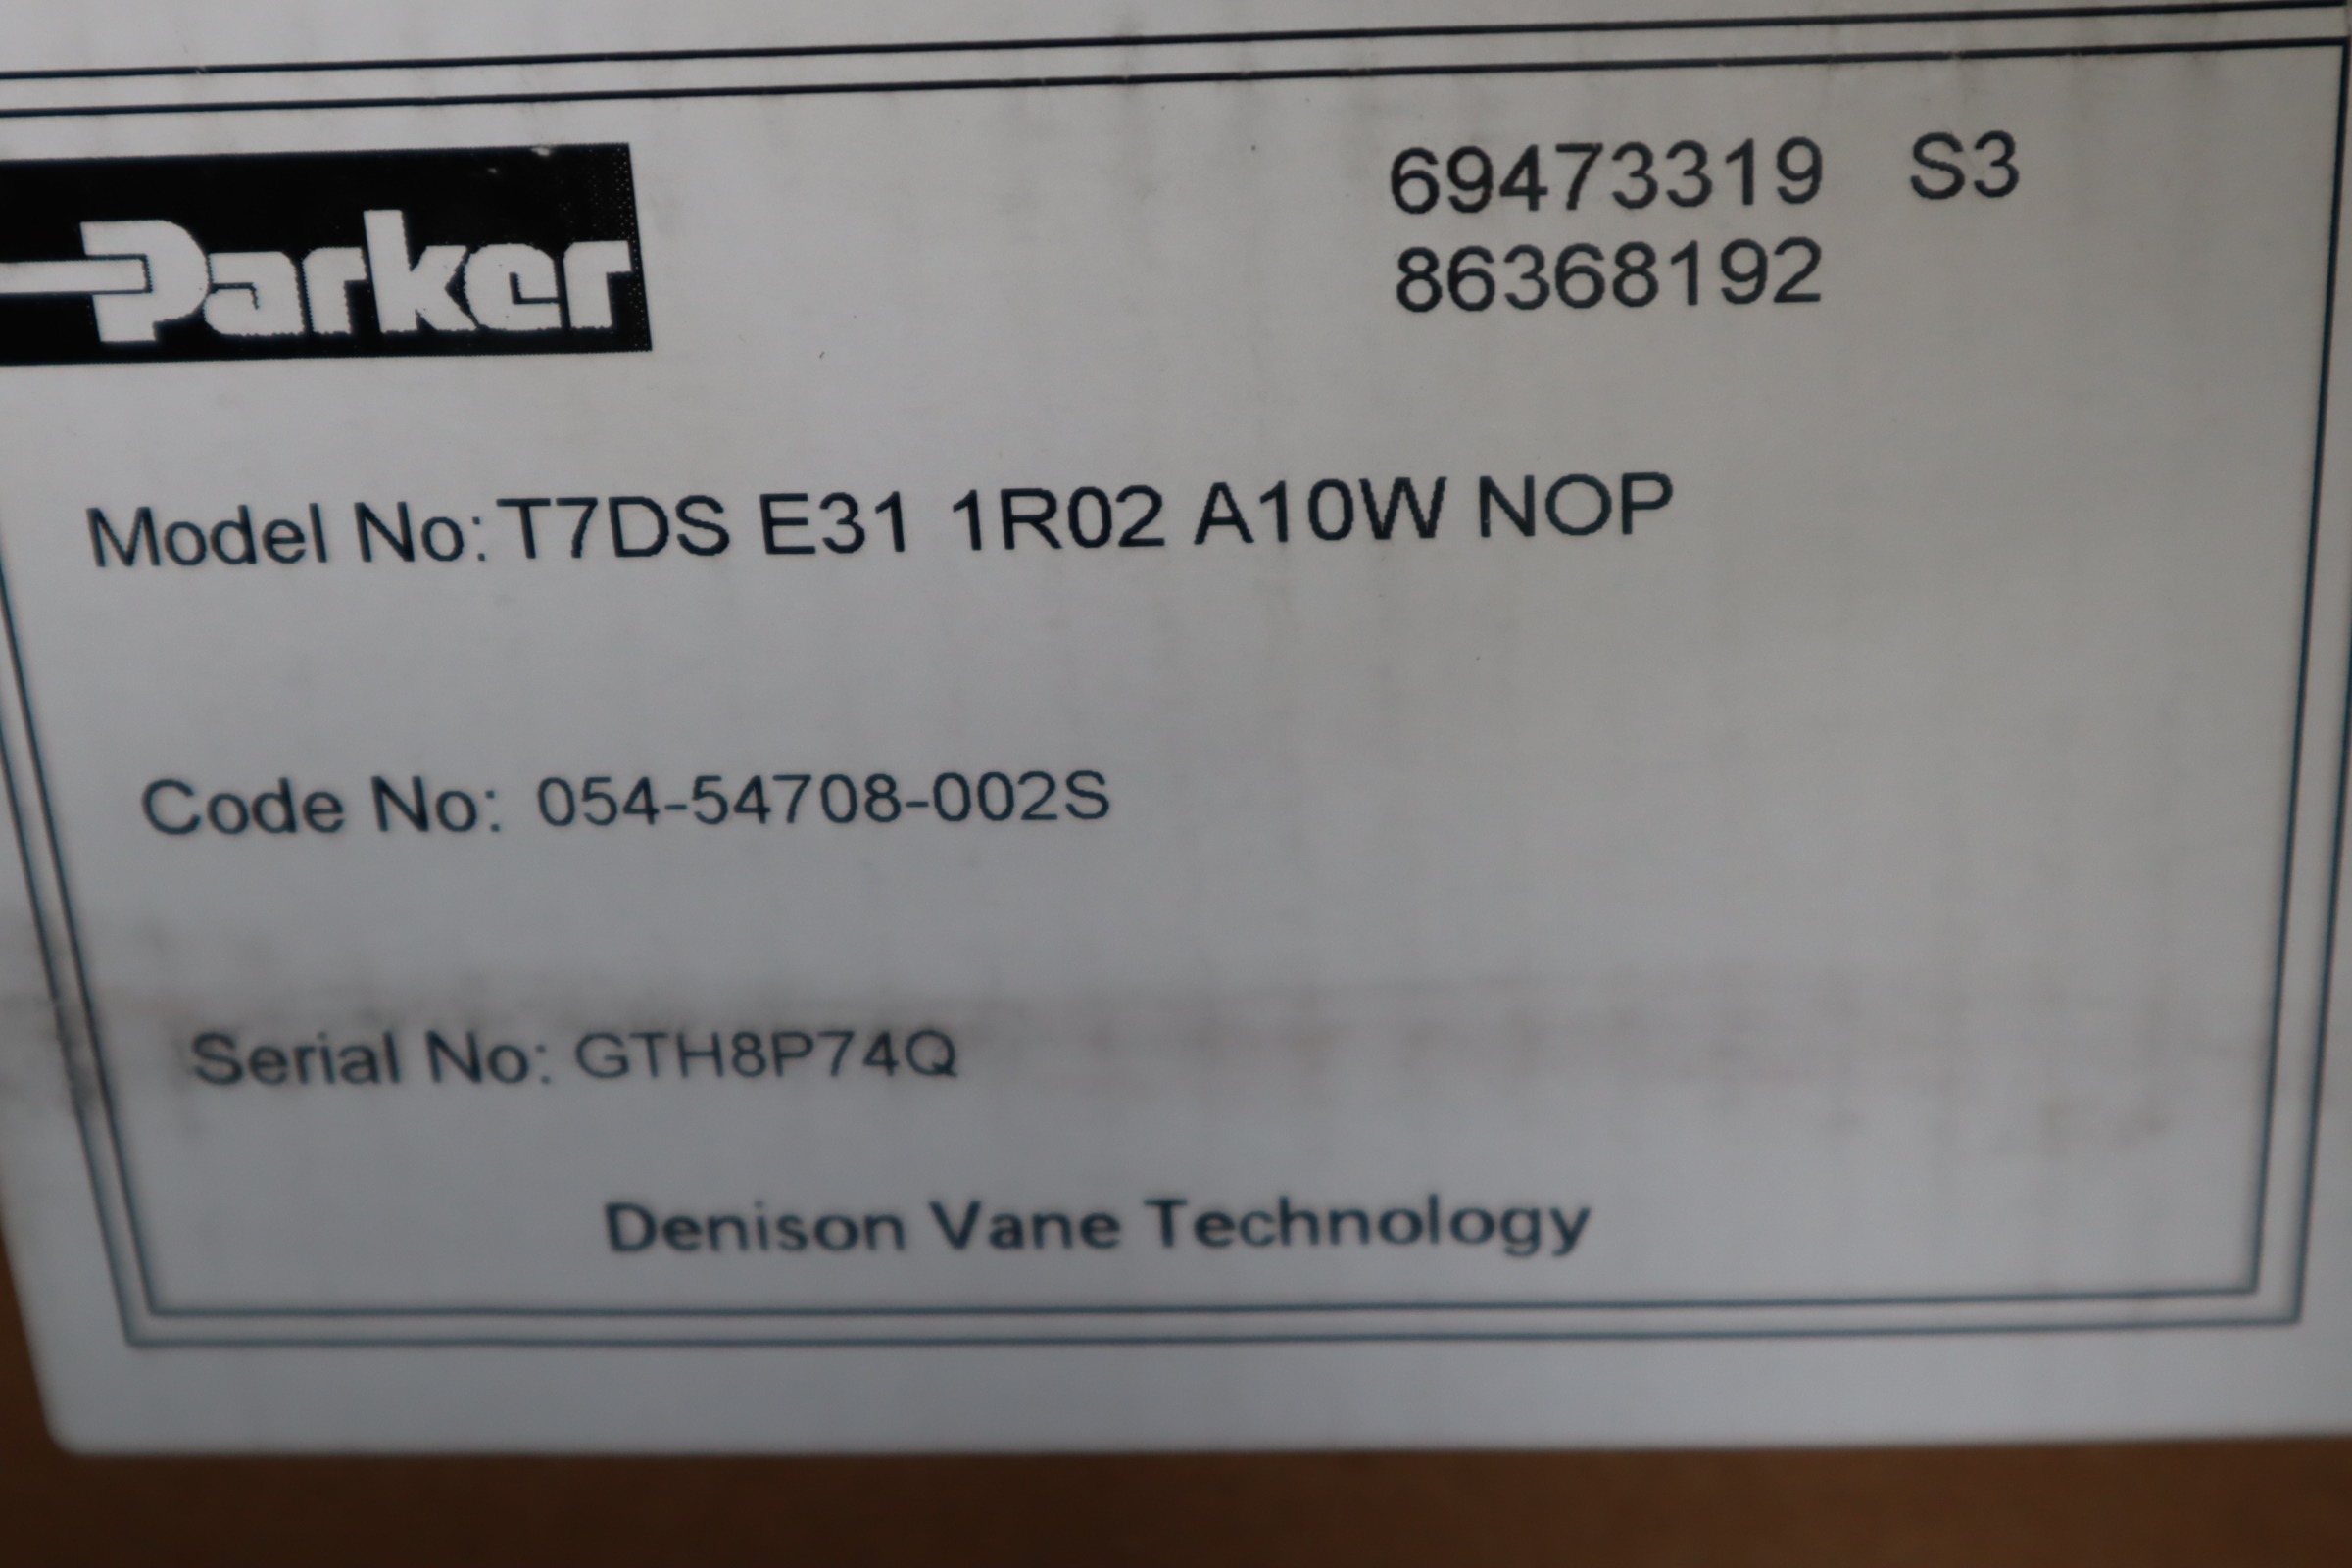 Parker
69473319 S3
86368192
Model No: T7DS E31 1R02 A10W NOP
Code No: 054-54708-002S
Serial No: GTH8P74Q
Denison Vane Technology